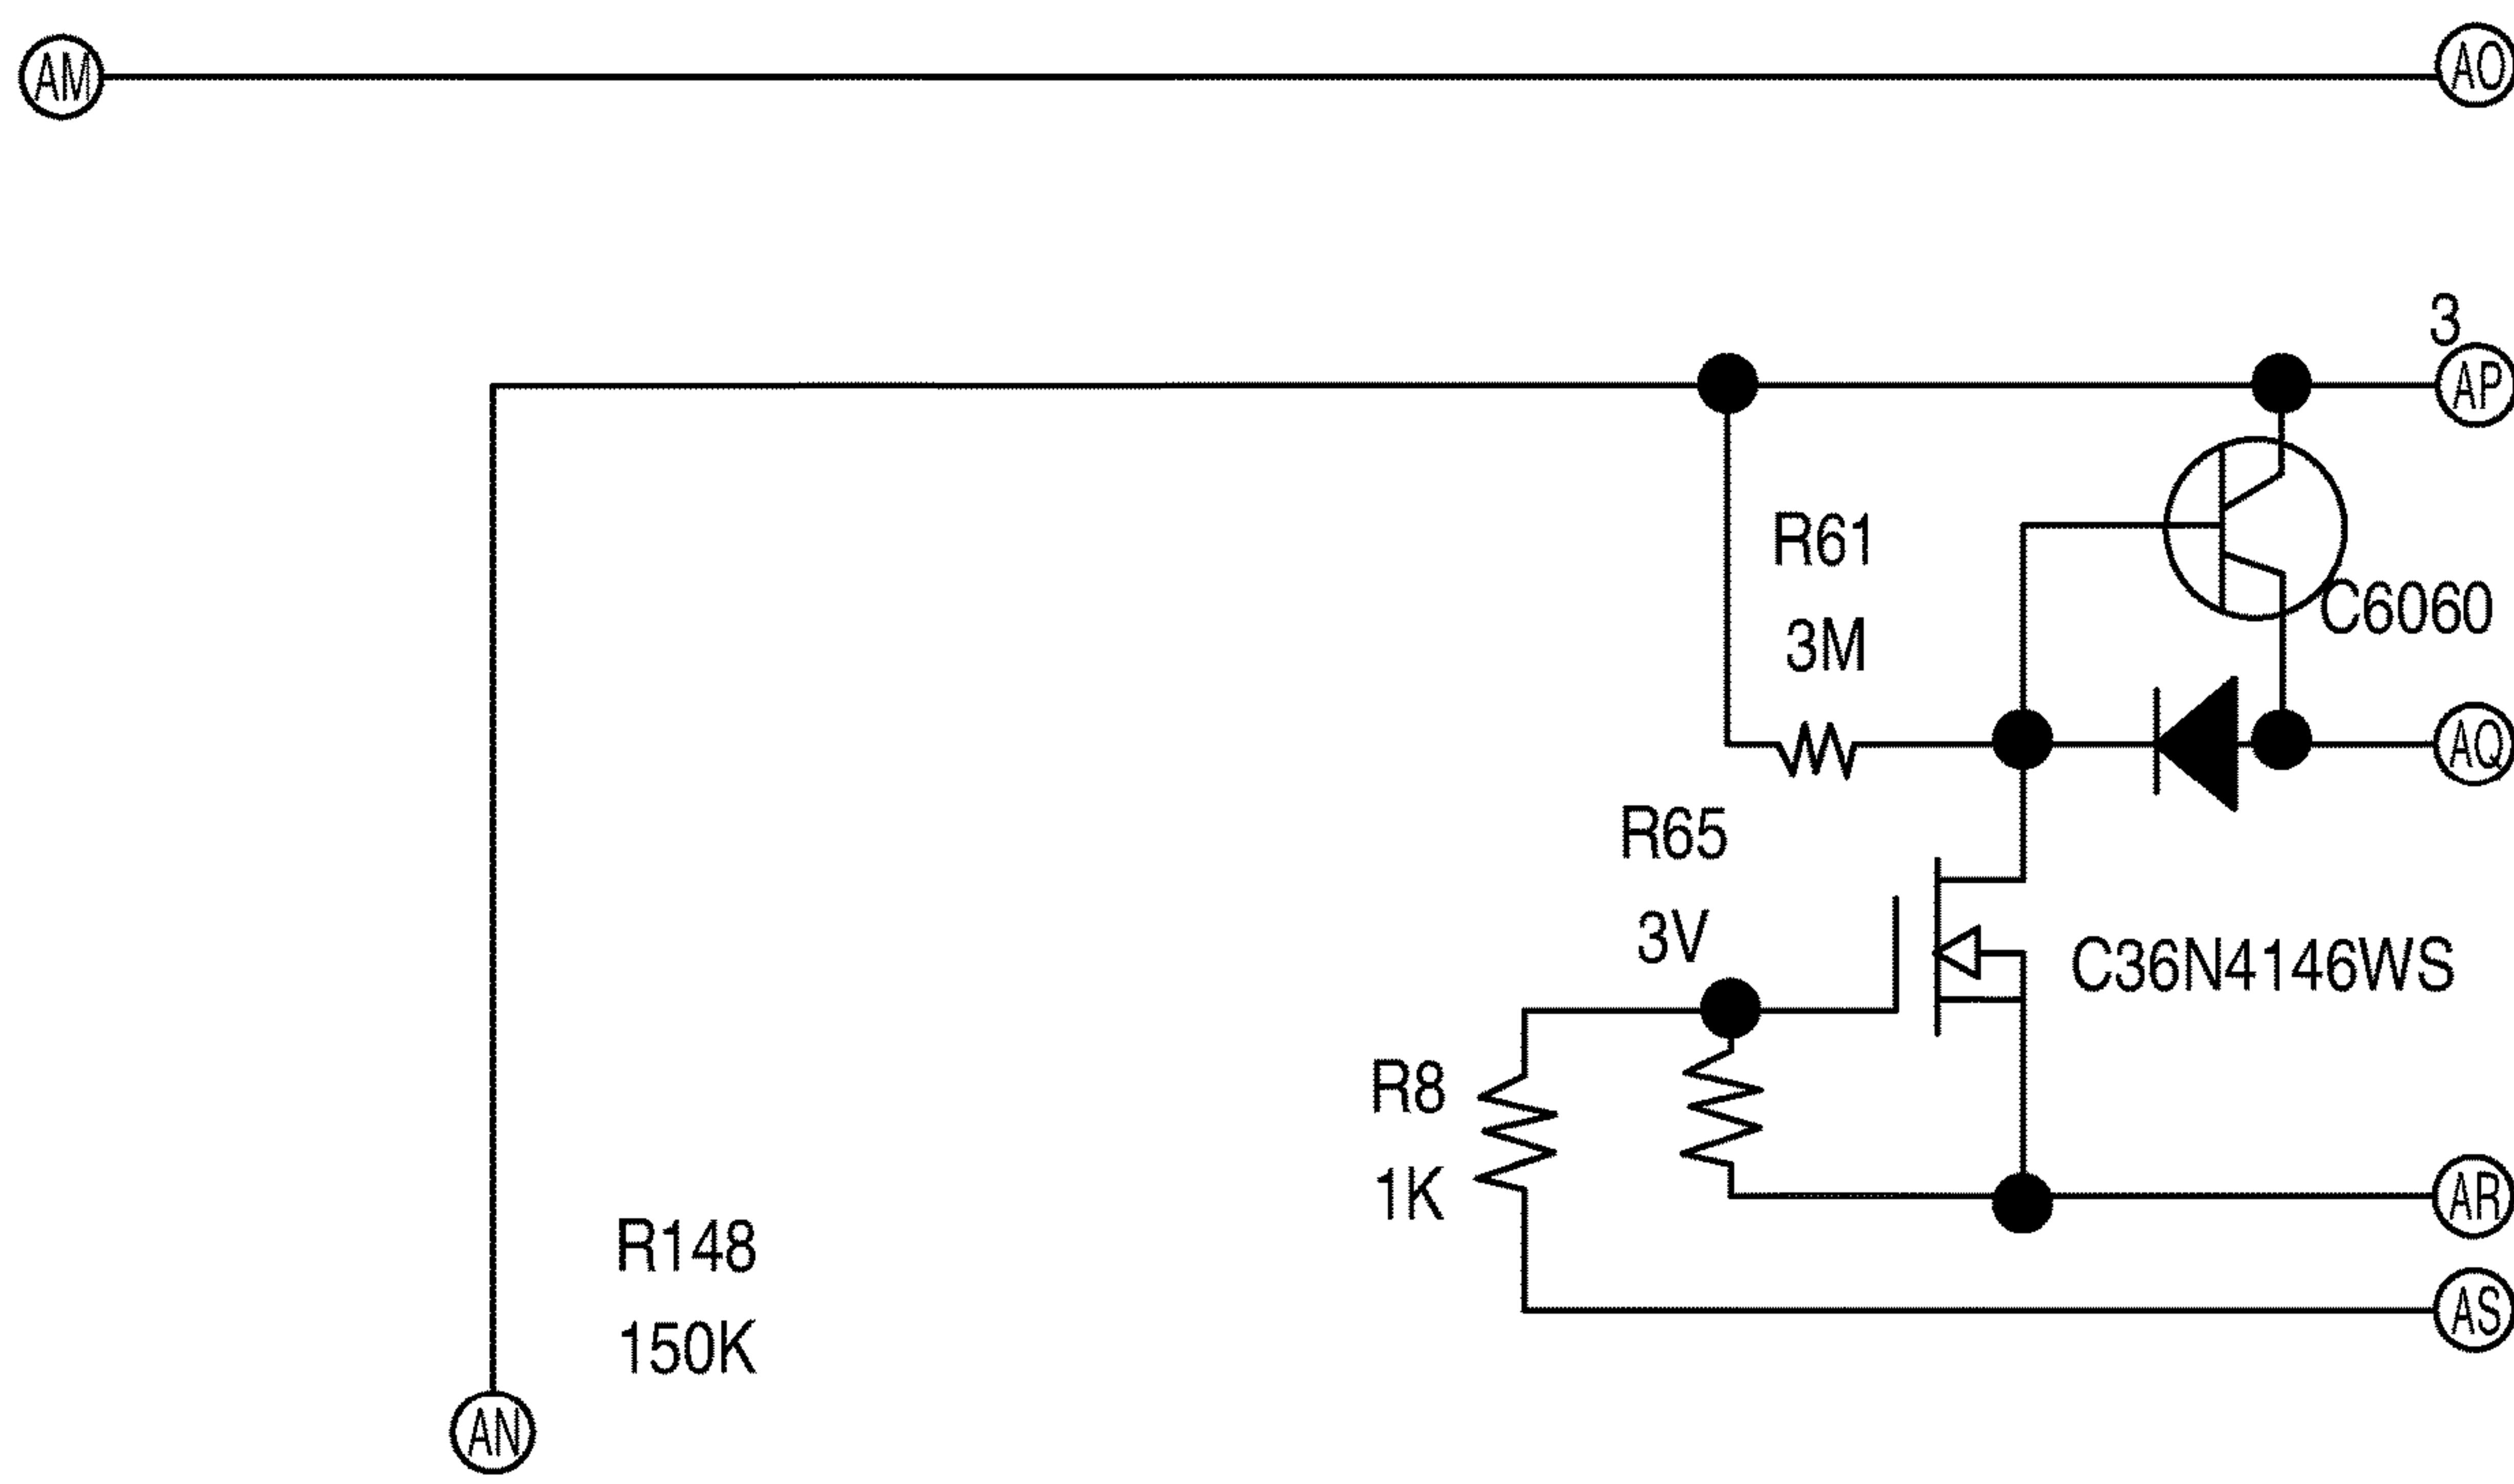 AM
AO
3
AP
R61
3M
C6060
AQ
R65
3V
C36N4146WS
R8
1K
AR
R148
150K
AS
AN